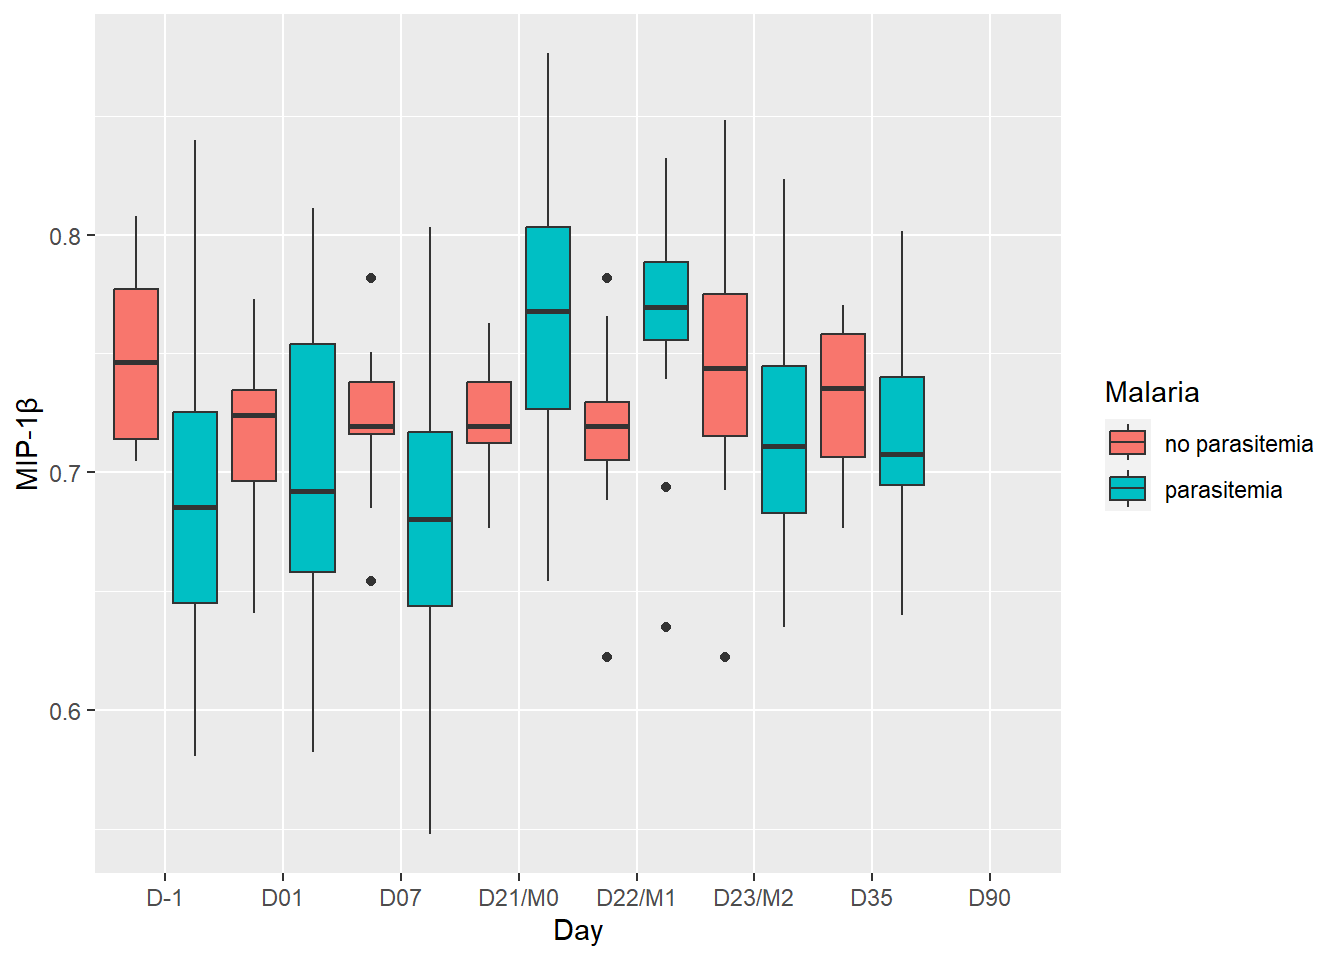 MIP-1β
0.8
0.7
0.6
D-1 D01 D07 D21/M0 D22/M1 D23/M2 D35 D90
Day
Malaria
no parasitemia
parasitemia